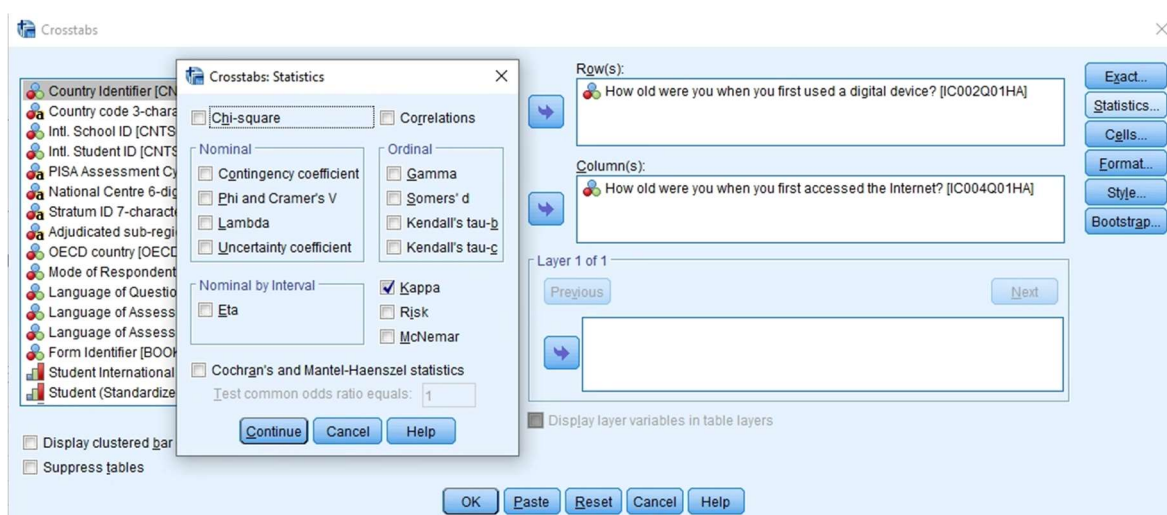 Crosstabs
Country Identifier [CN
Country code 3-chara
Intl. School ID [CNTS
Intl. Student ID [CNTS
PISA Assessment Cy
National Centre 6-dig
Stratum ID 7-characte
Adjudicated sub-regi
OECD country [OECD
Mode of Respondent
Language of Questio
Language of Assess
Language of Assess
Form Identifier [BOOK
Student International
Student (Standardize
Display clustered bar
Suppress tables
Crosstabs: Statistics
Chi-square
Correlations
Nominal
Contingency coefficient
Phi and Cramer's V
Lambda
Uncertainty coefficient
Ordinal
Gamma
Somers' d
Kendall's tau-b
Kendall's tau-c
Nominal by Interval
Eta
Kappa
Risk
McNemar
Cochran's and Mantel-Haenszel statistics
Test common odds ratio equals: 1
Continue Cancel Help
Row(s):
How old were you when you first used a digital device? [IC002Q01HA]
Column(s):
How old were you when you first accessed the Internet? [IC004Q01HA]
Layer 1 of 1
Previous Next
Display layer variables in table layers
Exact...
Statistics...
Cells...
Format...
Style...
Bootstrap...
OK Paste Reset Cancel Help